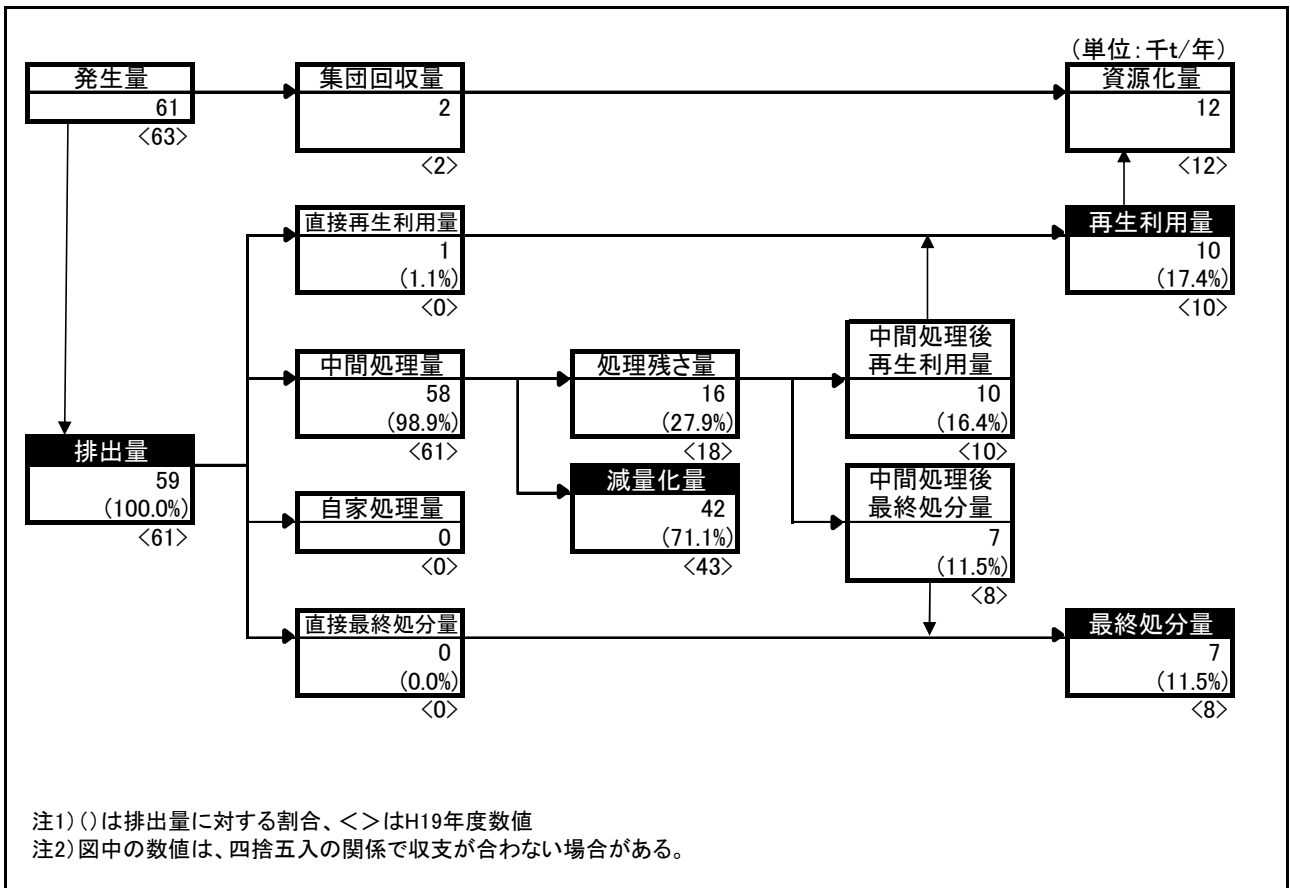 (単位:千t/年)
発生量
61
<63>
集団回収量
2
<2>
資源化量
12
<12>
直接再生利用量
1
(1.1%)
<0>
再生利用量
10
(17.4%)
<10>
中間処理量
58
(98.9%)
<61>
処理残さ量
16
(27.9%)
<18>
中間処理後
再生利用量
10
(16.4%)
<10>
排出量
59
(100.0%)
<61>
減量化量
42
(71.1%)
<43>
中間処理後
最終処分量
7
(11.5%)
<8>
自家処理量
0
<0>
直接最終処分量
0
(0.0%)
<0>
最終処分量
7
(11.5%)
<8>
注1)()は排出量に対する割合、<>はH19年度数値
注2)図中の数値は、四捨五入の関係で収支が合わない場合がある。